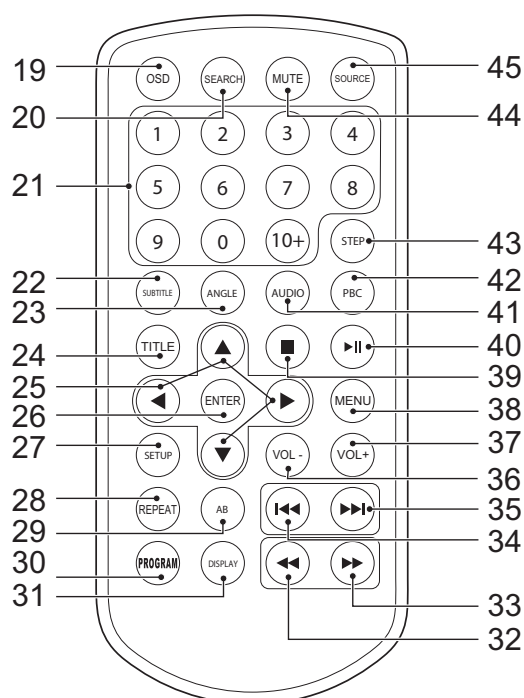 19 OSD SEARCH MUTE SOURCE 45
20 44
1 2 3 4
21 5 6 7 8
9 0 10+ STEP 43
22 SUBTITLE ANGLE AUDIO PBC 42
23 41
24 TITLE 40
25 39
26 ENTER MENU 38
27 SETUP VOL - VOL+ 37
36
28 REPEAT AB 35
29 34
30 PROGRAM DISPLAY 33
31 32